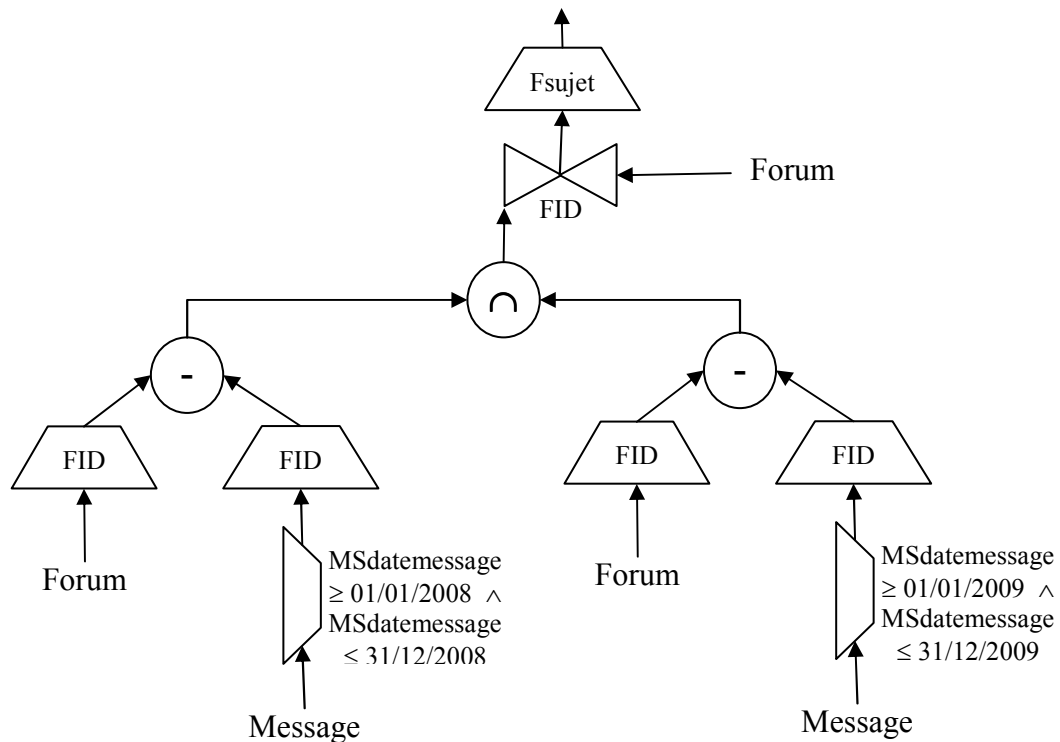 Fsujet
Forum
FID
∩
-
-
FID
FID
FID
FID
Forum
MSdatemessage
≥ 01/01/2008 ∧
MSdatemessage
≤ 31/12/2008
Forum
MSdatemessage
≥ 01/01/2009 ∧
MSdatemessage
≤ 31/12/2009
Message
Message